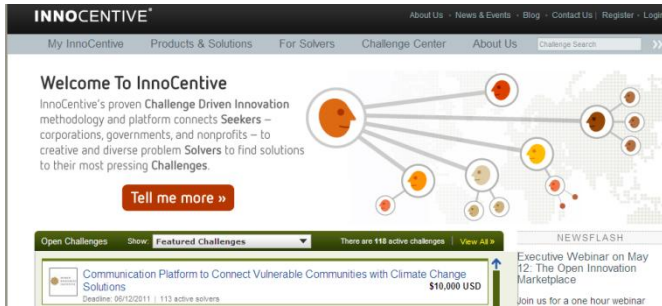 INNOCENTIVE®
About Us · News & Events · Blog · Contact Us | Register · Login
My InnoCentive Products & Solutions For Solvers Challenge Center About Us Challenge Search
Welcome To InnoCentive
InnoCentive's proven Challenge Driven Innovation
methodology and platform connects Seekers –
corporations, governments, and nonprofits – to
creative and diverse problem Solvers to find solutions
to their most pressing Challenges.
Tell me more »
Open Challenges Show: Featured Challenges There are 118 active challenges | View All »
Communication Platform to Connect Vulnerable Communities with Climate Change
Solutions $10,000 USD
Deadline: 06/12/2011 | 113 active solvers
NEWSFLASH
Executive Webinar on May
12: The Open Innovation
Marketplace
Join us for a one hour webinar